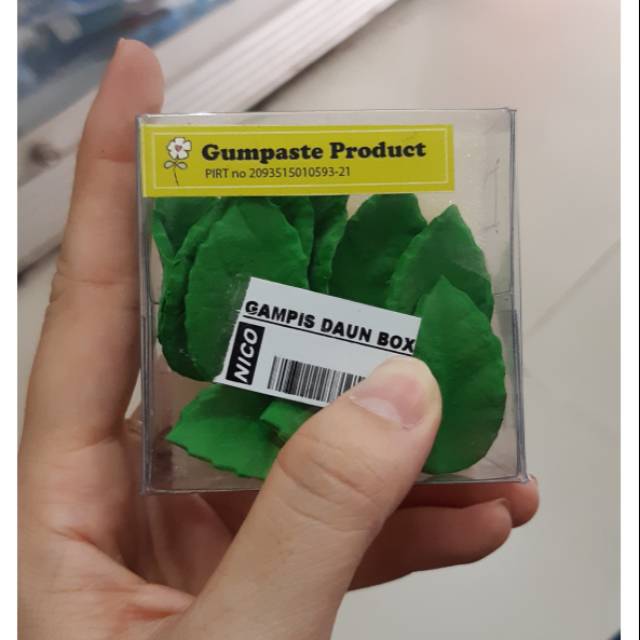 Gumpaste Product
PIRT no 2093515010593-21
GAMPIS DAUN BOX
NICO